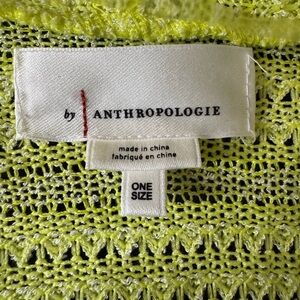 by ANTHROPOLOGIE
made in china
fabriqué en chine
ONE
SIZE